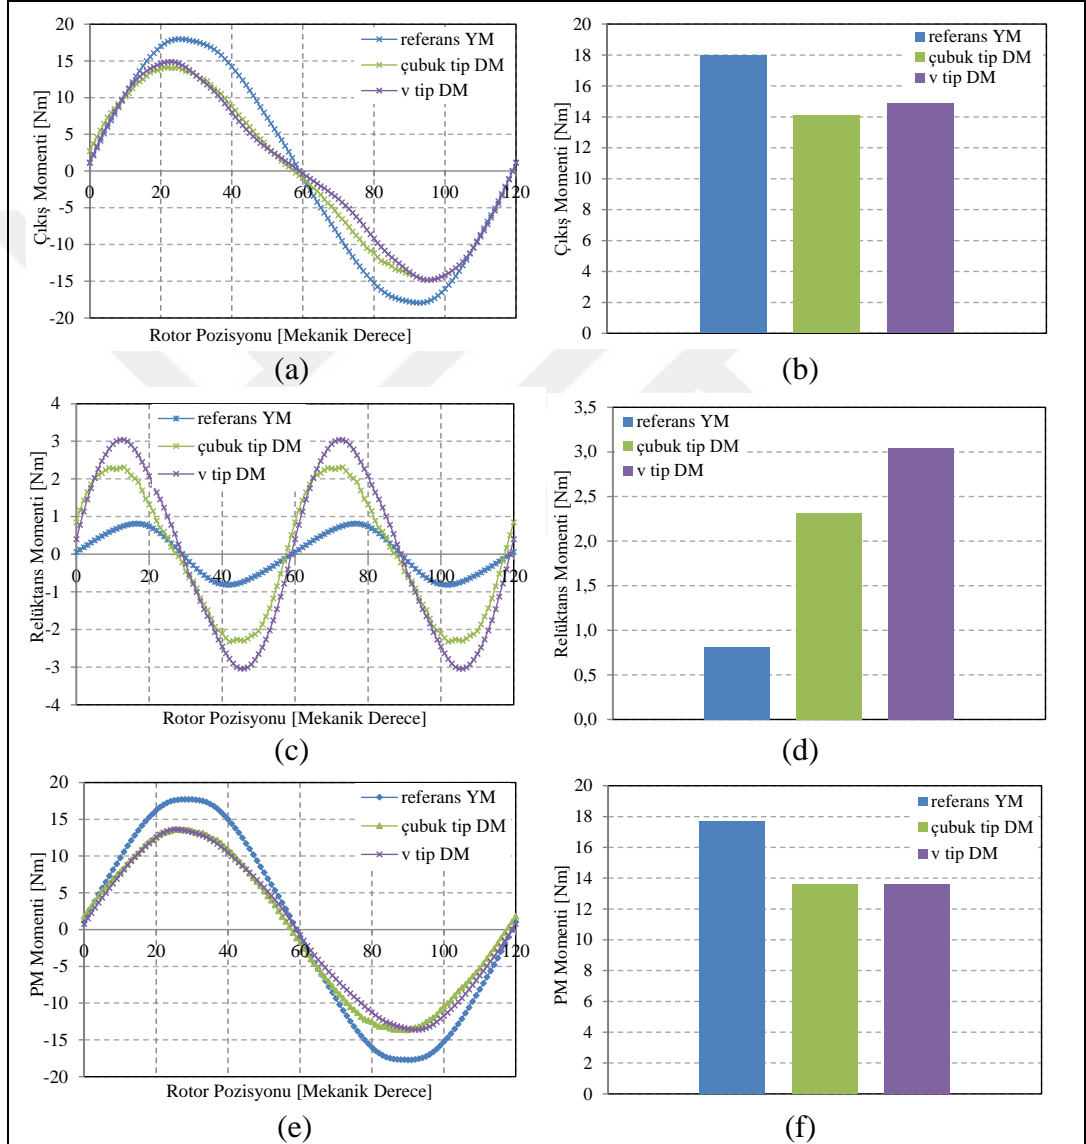 20
15
10
5
0
-5
-10
-15
-20
0
20
40
60
80
100
120
Çıkış Momenti [Nm]
Rotor Pozisyonu [Mekanik Derece]
referans YM
çubuk tip DM
v tip DM
(a)
20
18
16
14
12
10
8
6
4
2
0
Çıkış Momenti [Nm]
referans YM
çubuk tip DM
v tip DM
(b)
4
3
2
1
0
-1
-2
-3
-4
0
20
40
60
80
100
120
Relüktans Momenti [Nm]
Rotor Pozisyonu [Mekanik Derece]
referans YM
çubuk tip DM
v tip DM
(c)
3,5
3,0
2,5
2,0
1,5
1,0
0,5
0,0
Relüktans Momenti [Nm]
referans YM
çubuk tip DM
v tip DM
(d)
20
15
10
5
0
-5
-10
-15
-20
0
20
40
60
80
100
120
PM Momenti [Nm]
Rotor Pozisyonu [Mekanik Derece]
referans YM
çubuk tip DM
v tip DM
(e)
20
18
16
14
12
10
8
6
4
2
0
PM Momenti [Nm]
referans YM
çubuk tip DM
v tip DM
(f)